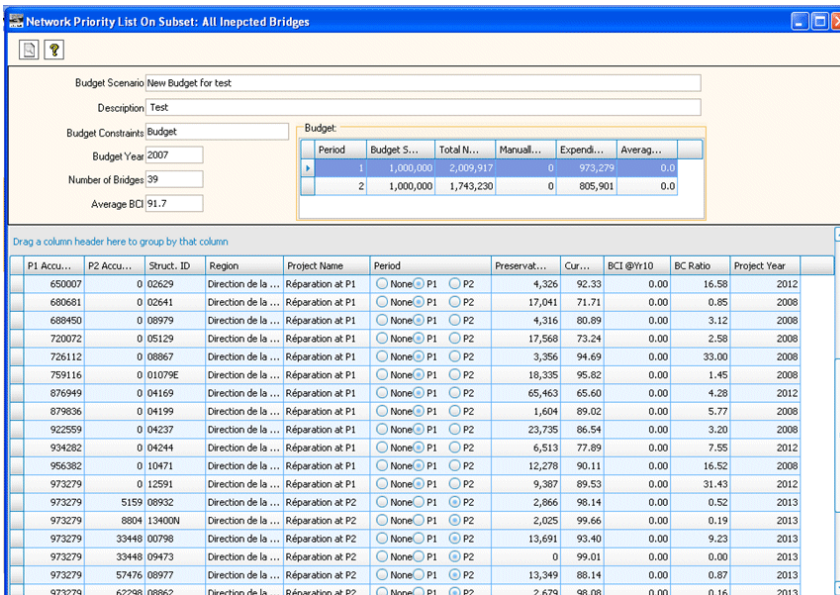 Network Priority List On Subset: All Inepcted Bridges
Budget Scenario New Budget for test
Description Test
Budget Constraints Budget
Budget Year 2007
Number of Bridges 39
Average BCI 91.7
Budget:
Period Budget S... Total N... Manuall... Expendi... Averag...
1 1,000,000 2,009,917 0 973,279 0.0
2 1,000,000 1,743,230 0 805,901 0.0
Drag a column header here to group by that column
P1 Accu... P2 Accu... Struct. ID Region Project Name Period Preservat... Cur... BCI @Yr10 BC Ratio Project Year
650007 0 02629 Direction de la ... Réparation at P1 None P1 P2 4,326 92.33 0.00 16.58 2012
680681 0 02641 Direction de la ... Réparation at P1 None P1 P2 17,041 71.71 0.00 0.85 2008
688450 0 08979 Direction de la ... Réparation at P1 None P1 P2 4,316 80.89 0.00 3.12 2008
720072 0 05129 Direction de la ... Réparation at P1 None P1 P2 17,568 73.24 0.00 2.58 2008
726112 0 08867 Direction de la ... Réparation at P1 None P1 P2 3,356 94.69 0.00 33.00 2008
759116 0 01079E Direction de la ... Réparation at P1 None P1 P2 18,335 95.82 0.00 1.45 2008
876949 0 04169 Direction de la ... Réparation at P1 None P1 P2 65,463 65.60 0.00 4.28 2012
879836 0 04199 Direction de la ... Réparation at P1 None P1 P2 1,604 89.02 0.00 5.77 2008
922559 0 04237 Direction de la ... Réparation at P1 None P1 P2 23,735 86.54 0.00 3.20 2008
934282 0 04244 Direction de la ... Réparation at P1 None P1 P2 6,513 77.89 0.00 7.55 2012
956382 0 10471 Direction de la ... Réparation at P1 None P1 P2 12,278 90.11 0.00 16.52 2008
973279 0 12591 Direction de la ... Réparation at P1 None P1 P2 9,387 89.53 0.00 31.43 2012
973279 5159 08932 Direction de la ... Réparation at P2 None P1 P2 2,866 98.14 0.00 0.52 2013
973279 8804 13400N Direction de la ... Réparation at P2 None P1 P2 2,025 99.66 0.00 0.19 2013
973279 33448 00798 Direction de la ... Réparation at P2 None P1 P2 13,691 93.40 0.00 9.23 2013
973279 33448 09473 Direction de la ... Réparation at P2 None P1 P2 0 99.01 0.00 0.00 2013
973279 57476 08977 Direction de la ... Réparation at P2 None P1 P2 13,349 88.14 0.00 0.87 2013
973279 62298 08862 Direction de la ... Réparation at P2 None P1 P2 2,679 98.08 0.00 0.16 2013